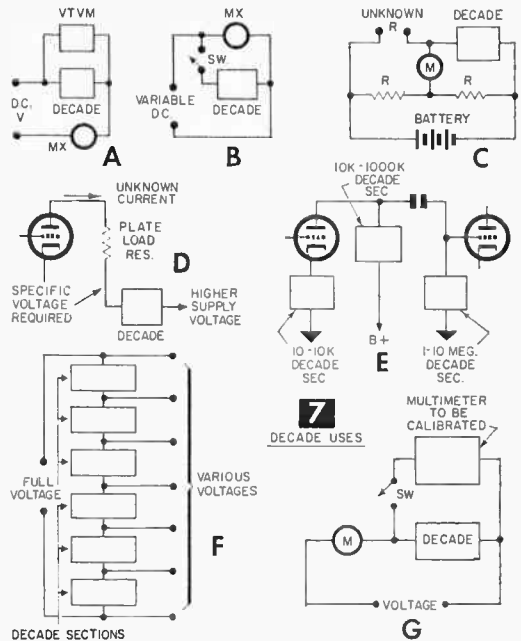 VTVM
DECADE
D.C.
V
MX
A
MX
SW.
VARIABLE
DC
DECADE
B
UNKNOWN
R
DECADE
M
R
R
BATTERY
C
UNKNOWN
CURRENT
PLATE
LOAD
RES.
D
SPECIFIC
VOLTAGE
REQUIRED
DECADE
HIGHER
SUPPLY
VOLTAGE
10K-1000K
DECADE
SEC
10-10K
DECADE
SEC
B+
E
1-10 MEG.
DECADE
SEC.
7
DECADE USES
FULL
VOLTAGE
VARIOUS
VOLTAGES
F
DECADE SECTIONS
MULTIMETER
TO BE
CALIBRATED
SW
M
DECADE
VOLTAGE
G